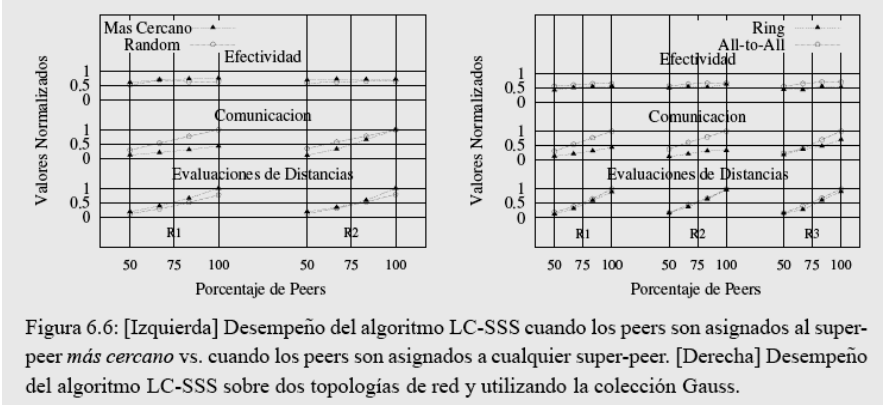 Mas Cercano
Random
Efectividad
1
0.5
0
Comunicacion
1
0.5
0
Evaluaciones de Distancias
1
0.5
0
Valores Normalizados
R1 R2
50 75 100 50 75 100
Porcentaje de Peers
Ring
All-to-All
Efectividad
1
0.5
0
Comunicacion
1
0.5
0
Evaluaciones de Distancias
1
0.5
0
Valores Normalizados
R1 R2 R3
50 75 100 50 75 100 50 75 100
Porcentaje de Peers
Figura 6.6: [Izquierda] Desempeño del algoritmo LC-SSS cuando los peers son asignados al super-
peer más cercano vs. cuando los peers son asignados a cualquier super-peer. [Derecha] Desempeño
del algoritmo LC-SSS sobre dos topologías de red y utilizando la colección Gauss.